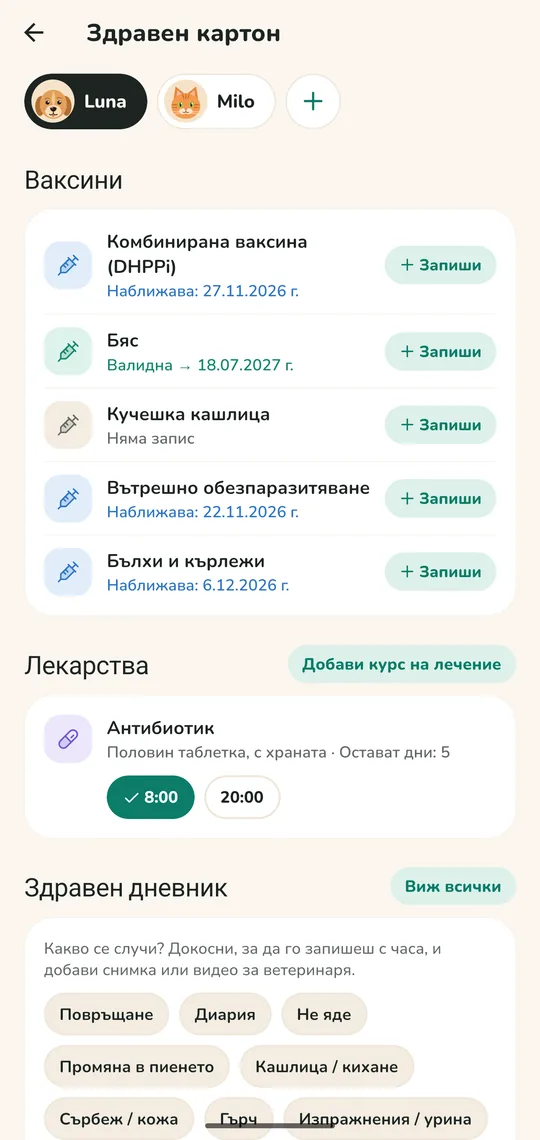 Здравен картон
Luna
Milo
Ваксини
Комбинирана ваксина
(DHPPi)
Наближава: 27.11.2026 г.
+ Запиши
Бяс
Валидна → 18.07.2027 г.
+ Запиши
Кучешка кашлица
Няма запис
+ Запиши
Вътрешно обезпаразитяване
Наближава: 22.11.2026 г.
+ Запиши
Бълхи и кърлежи
Наближава: 6.12.2026 г.
+ Запиши
Лекарства
Добави курс на лечение
Антибиотик
Половин таблетка, с храната · Остават дни: 5
✓ 8:00
20:00
Здравен дневник
Виж всички
Какво се случи? Докосни, за да го запишеш с часа, и
добави снимка или видео за ветеринаря.
Повръщане
Диария
Не яде
Промяна в пиенето
Кашлица / кихане
Сърбеж / кожа
Гърч
Изпражнения / урина